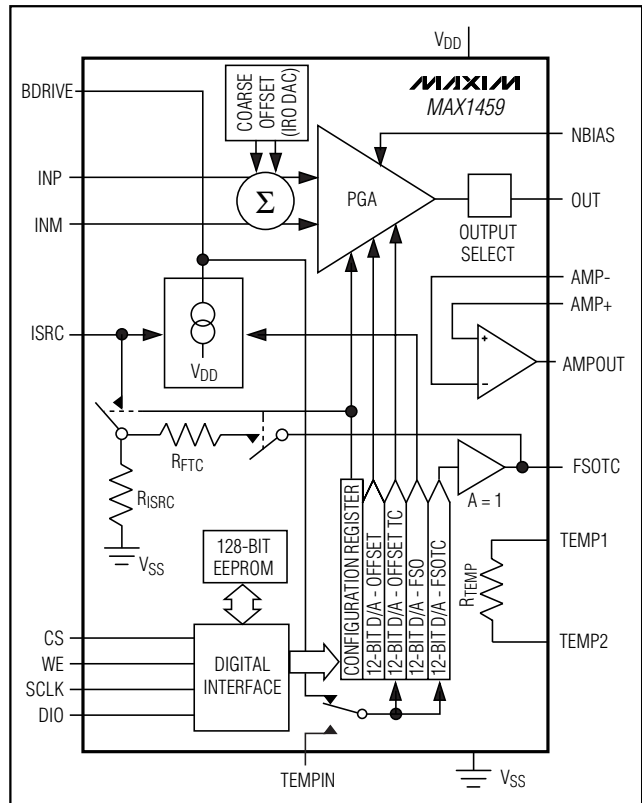 VDD
BDRIVE
COARSE
OFFSET
(IRO DAC)
MAXIM
MAX1459
NBIAS
INP
Σ
PGA
OUT
INM
OUTPUT
SELECT
AMP-
AMP+
ISRC
VDD
+
-
AMPOUT
RFTC
FSOTC
A = 1
RISRC
VSS
128-BIT
EEPROM
CONFIGURATION REGISTER
12-BIT D/A - OFFSET
12-BIT D/A - OFFSET TC
12-BIT D/A - FSO
12-BIT D/A - FSOTC
TEMP1
RTEMP
TEMP2
CS
WE
SCLK
DIO
DIGITAL
INTERFACE
TEMPIN
VSS